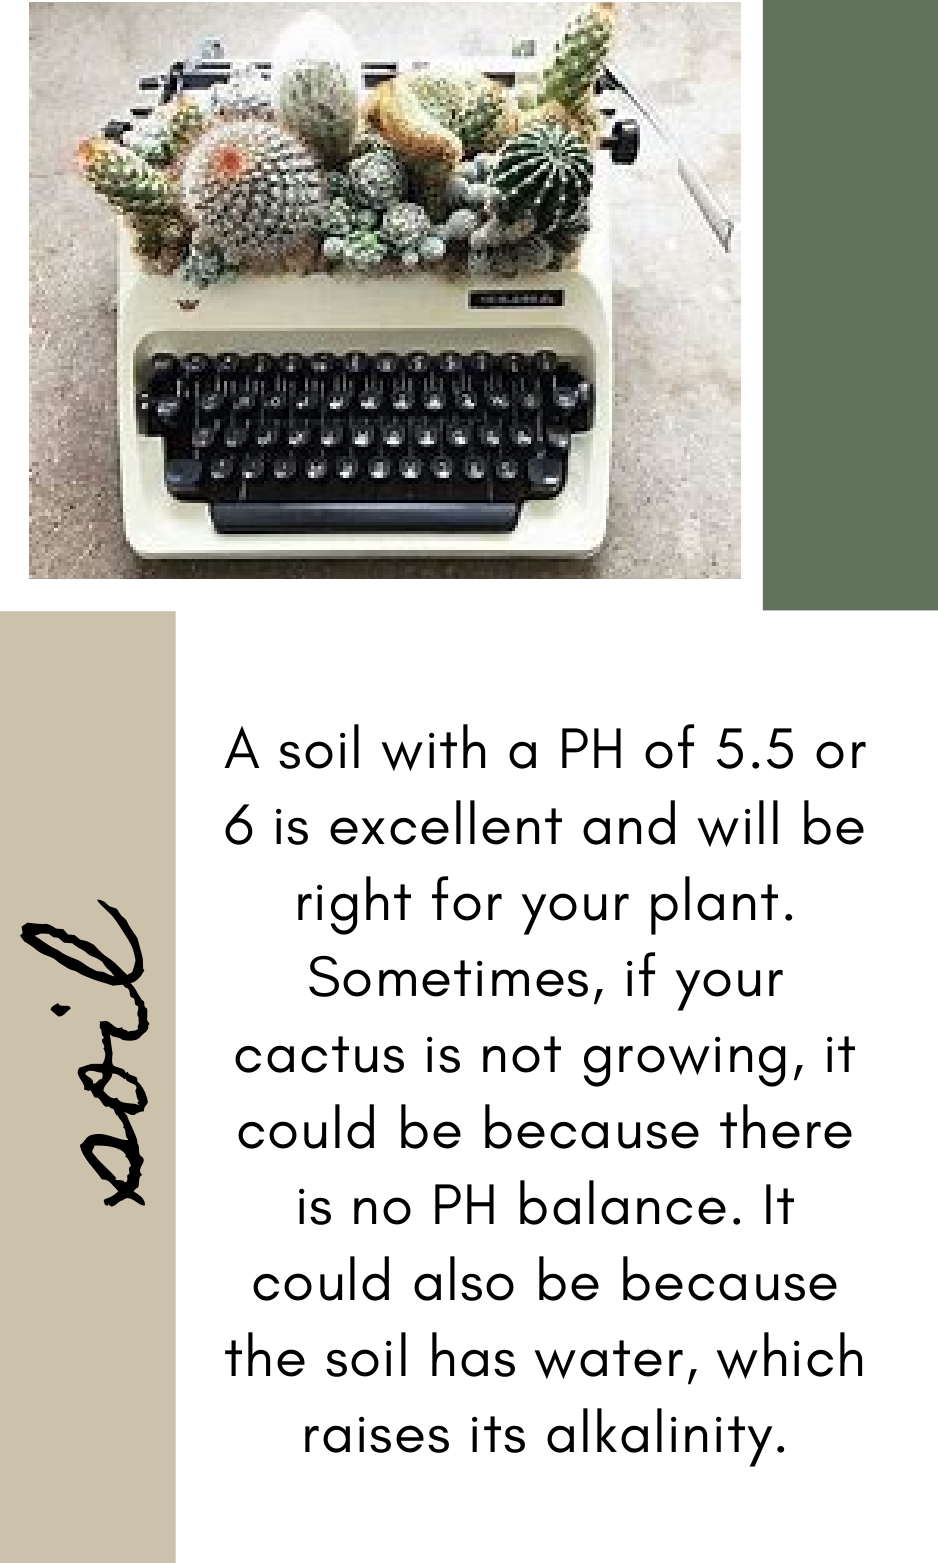 soil
A soil with a PH of 5.5 or
6 is excellent and will be
right for your plant.
Sometimes, if your
cactus is not growing, it
could be because there
is no PH balance. It
could also be because
the soil has water, which
raises its alkalinity.